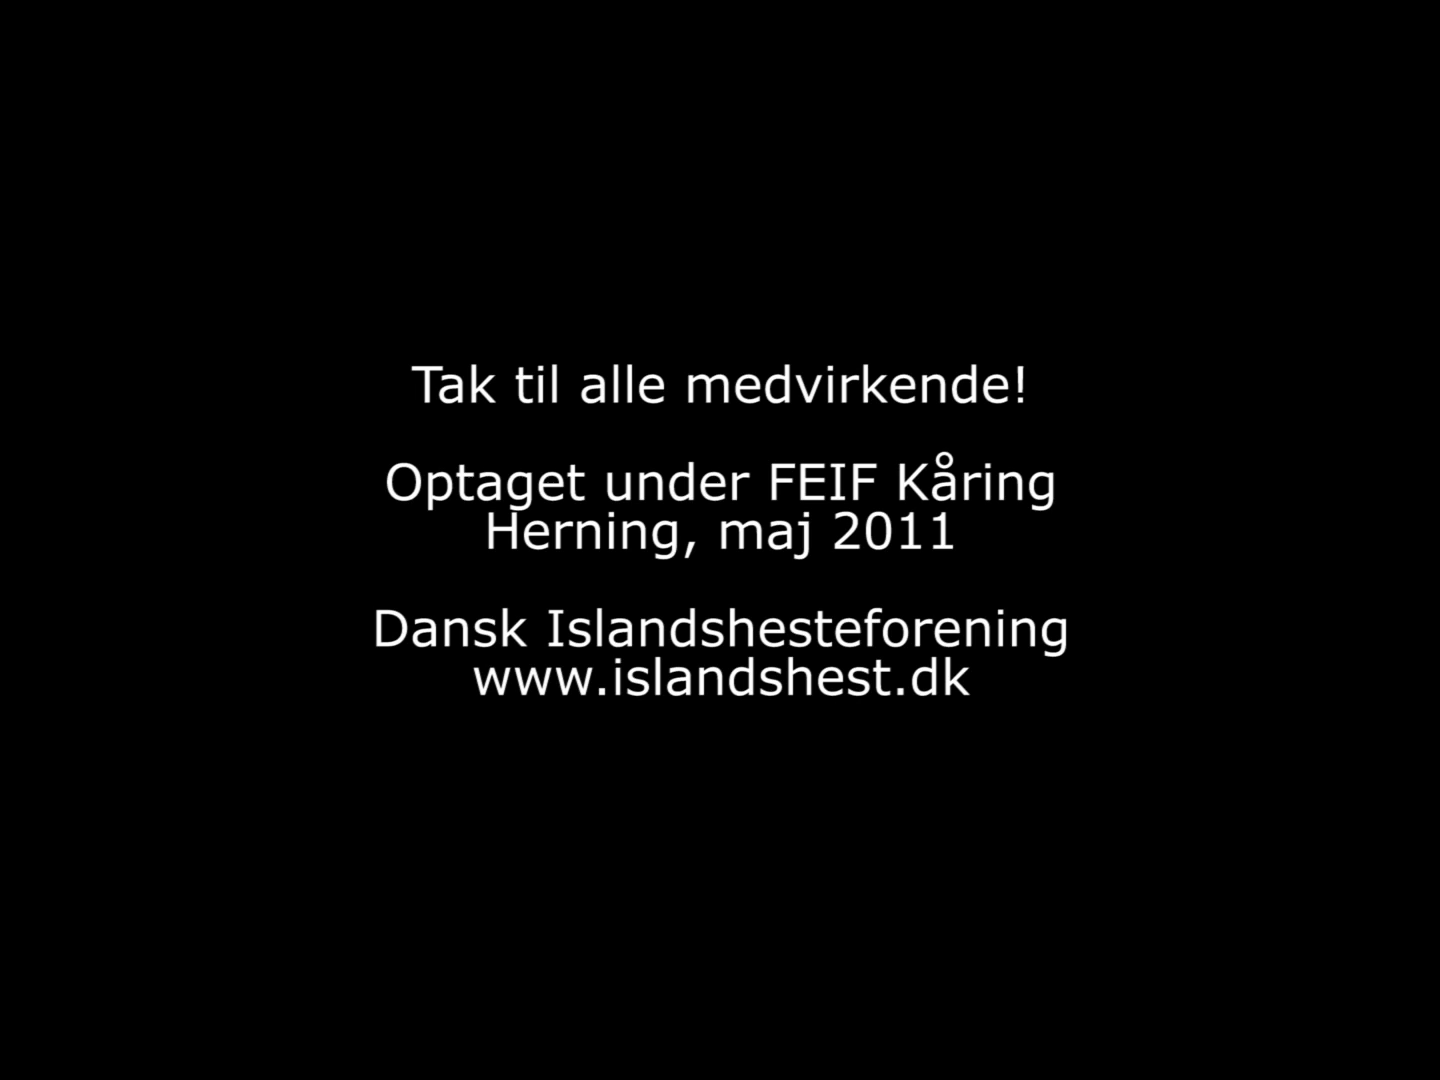 Tak til alle medvirkende!
Optaget under FEIF Kåring
Herning, maj 2011
Dansk Islandshesteforening
www.islandshest.dk